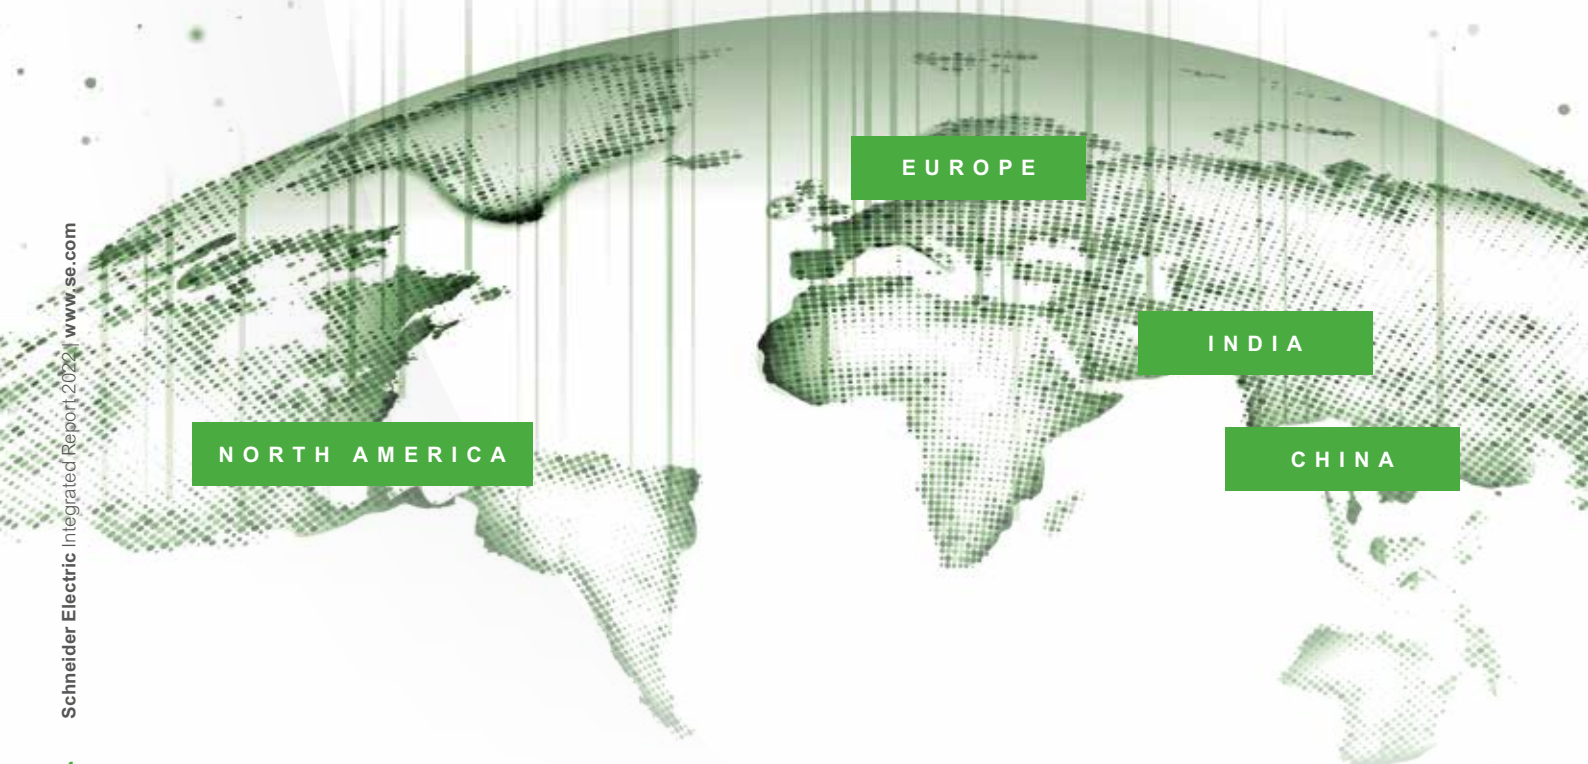 EUROPE
INDIA
NORTH AMERICA
CHINA
Schneider Electric Integrated Report 2022 | www.se.com